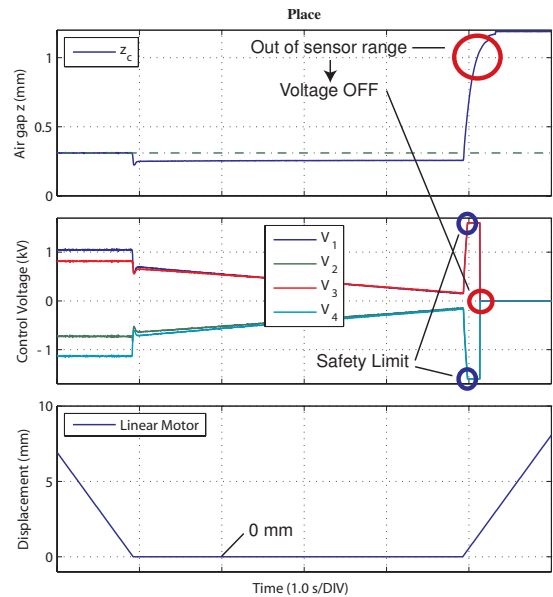 Place
z_c
Out of sensor range
Voltage OFF
Air gap z (mm)
1
0.5
0
V_1
V_2
V_3
V_4
Safety Limit
Control Voltage (kV)
1
0
- 1
Linear Motor
0 mm
Displacement (mm)
10
5
0
Time (1.0 s/DIV)